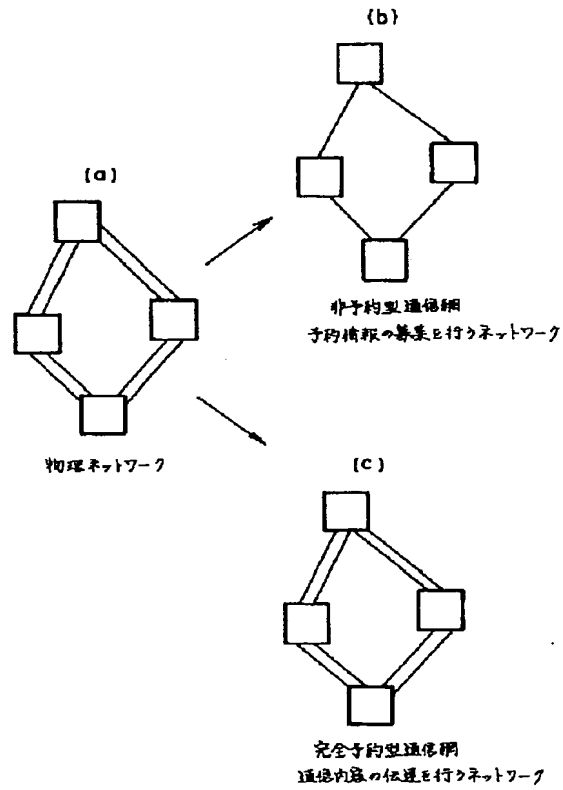 (b)
(a)
非予約型通信網
予約情報の募集を行うネットワーク
物理ネットワーク
(c)
完全予約型通信網
通信内容の伝達を行うネットワーク